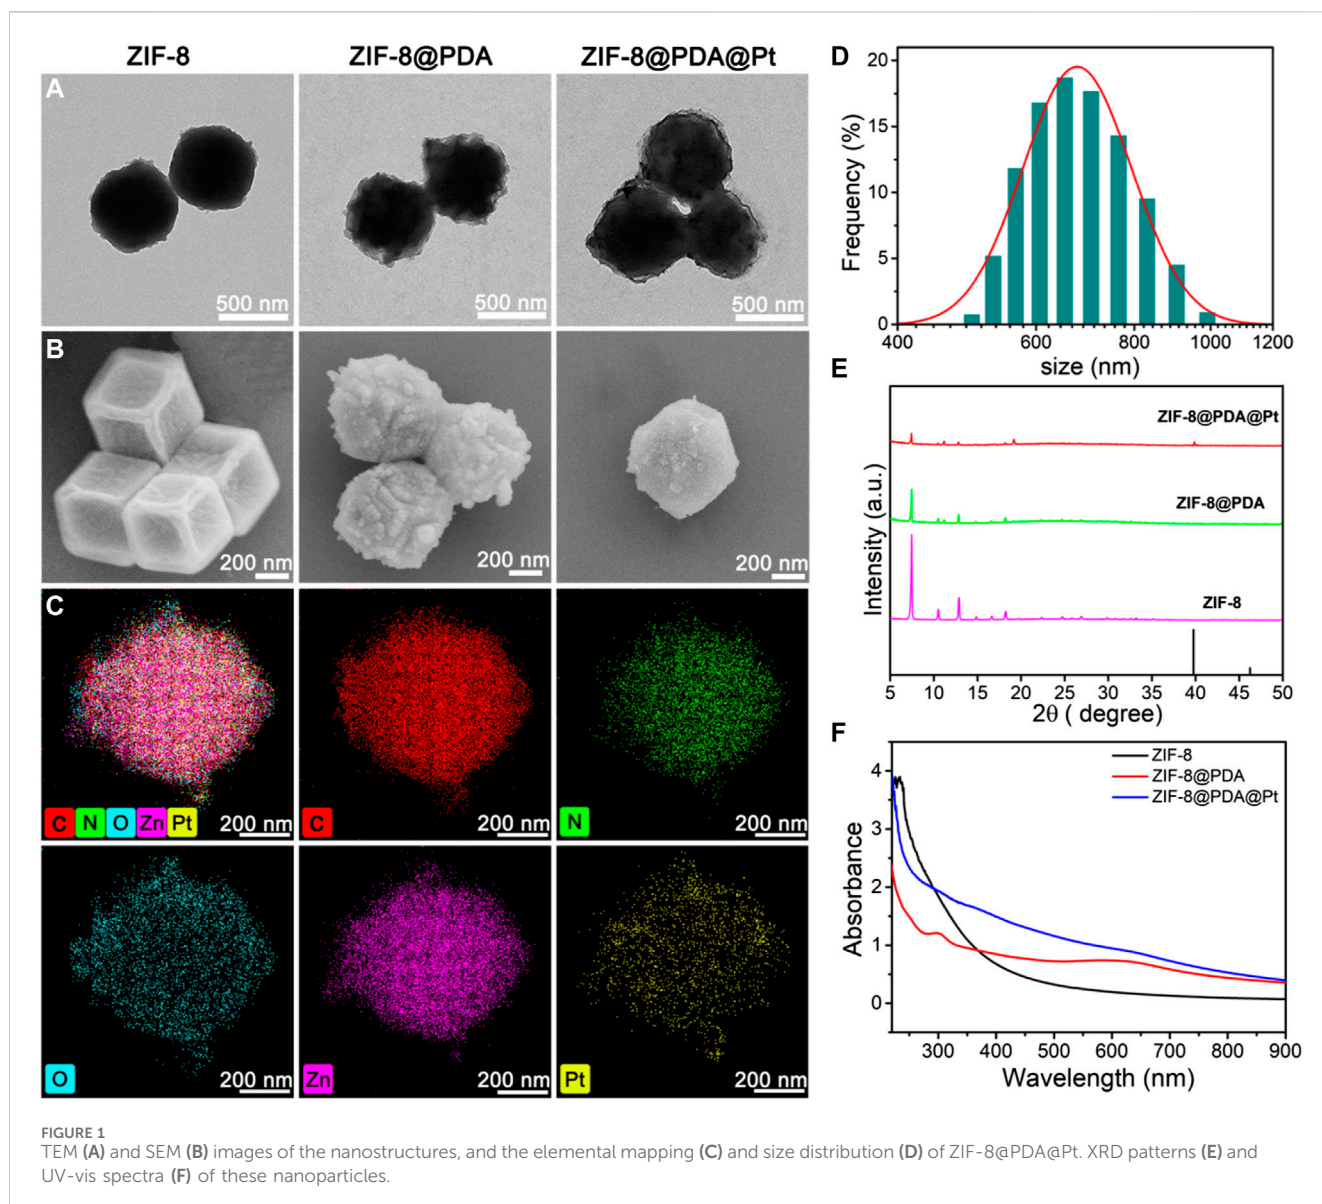 ZIF-8
ZIF-8@PDA
ZIF-8@PDA@Pt
A
500 nm
500 nm
500 nm
B
200 nm
200 nm
200 nm
C
C N O Zn Pt
200 nm
C
200 nm
N
200 nm
O
200 nm
Zn
200 nm
Pt
200 nm
D
20
15
10
5
0
Frequency (%)
400 600 800 1000 1200
size (nm)
E
ZIF-8@PDA@Pt
ZIF-8@PDA
ZIF-8
Intensity (a.u.)
5 10 15 20 25 30 35 40 45 50
2θ ( degree)
F
ZIF-8
ZIF-8@PDA
ZIF-8@PDA@Pt
4
3
2
1
0
Absorbance
300 400 500 600 700 800 900
Wavelength (nm)
FIGURE 1
TEM (A) and SEM (B) images of the nanostructures, and the elemental mapping (C) and size distribution (D) of ZIF-8@PDA@Pt. XRD patterns (E) and
UV-vis spectra (F) of these nanoparticles.